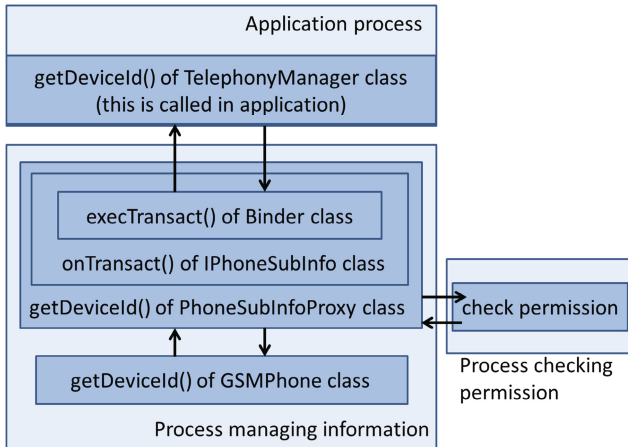 Application process
getDeviceId() of TelephonyManager class
(this is called in application)
execTransact() of Binder class
onTransact() of IPhoneSubInfo class
getDeviceId() of PhoneSubInfoProxy class
check permission
Process checking
permission
getDeviceId() of GSMPhone class
Process managing information